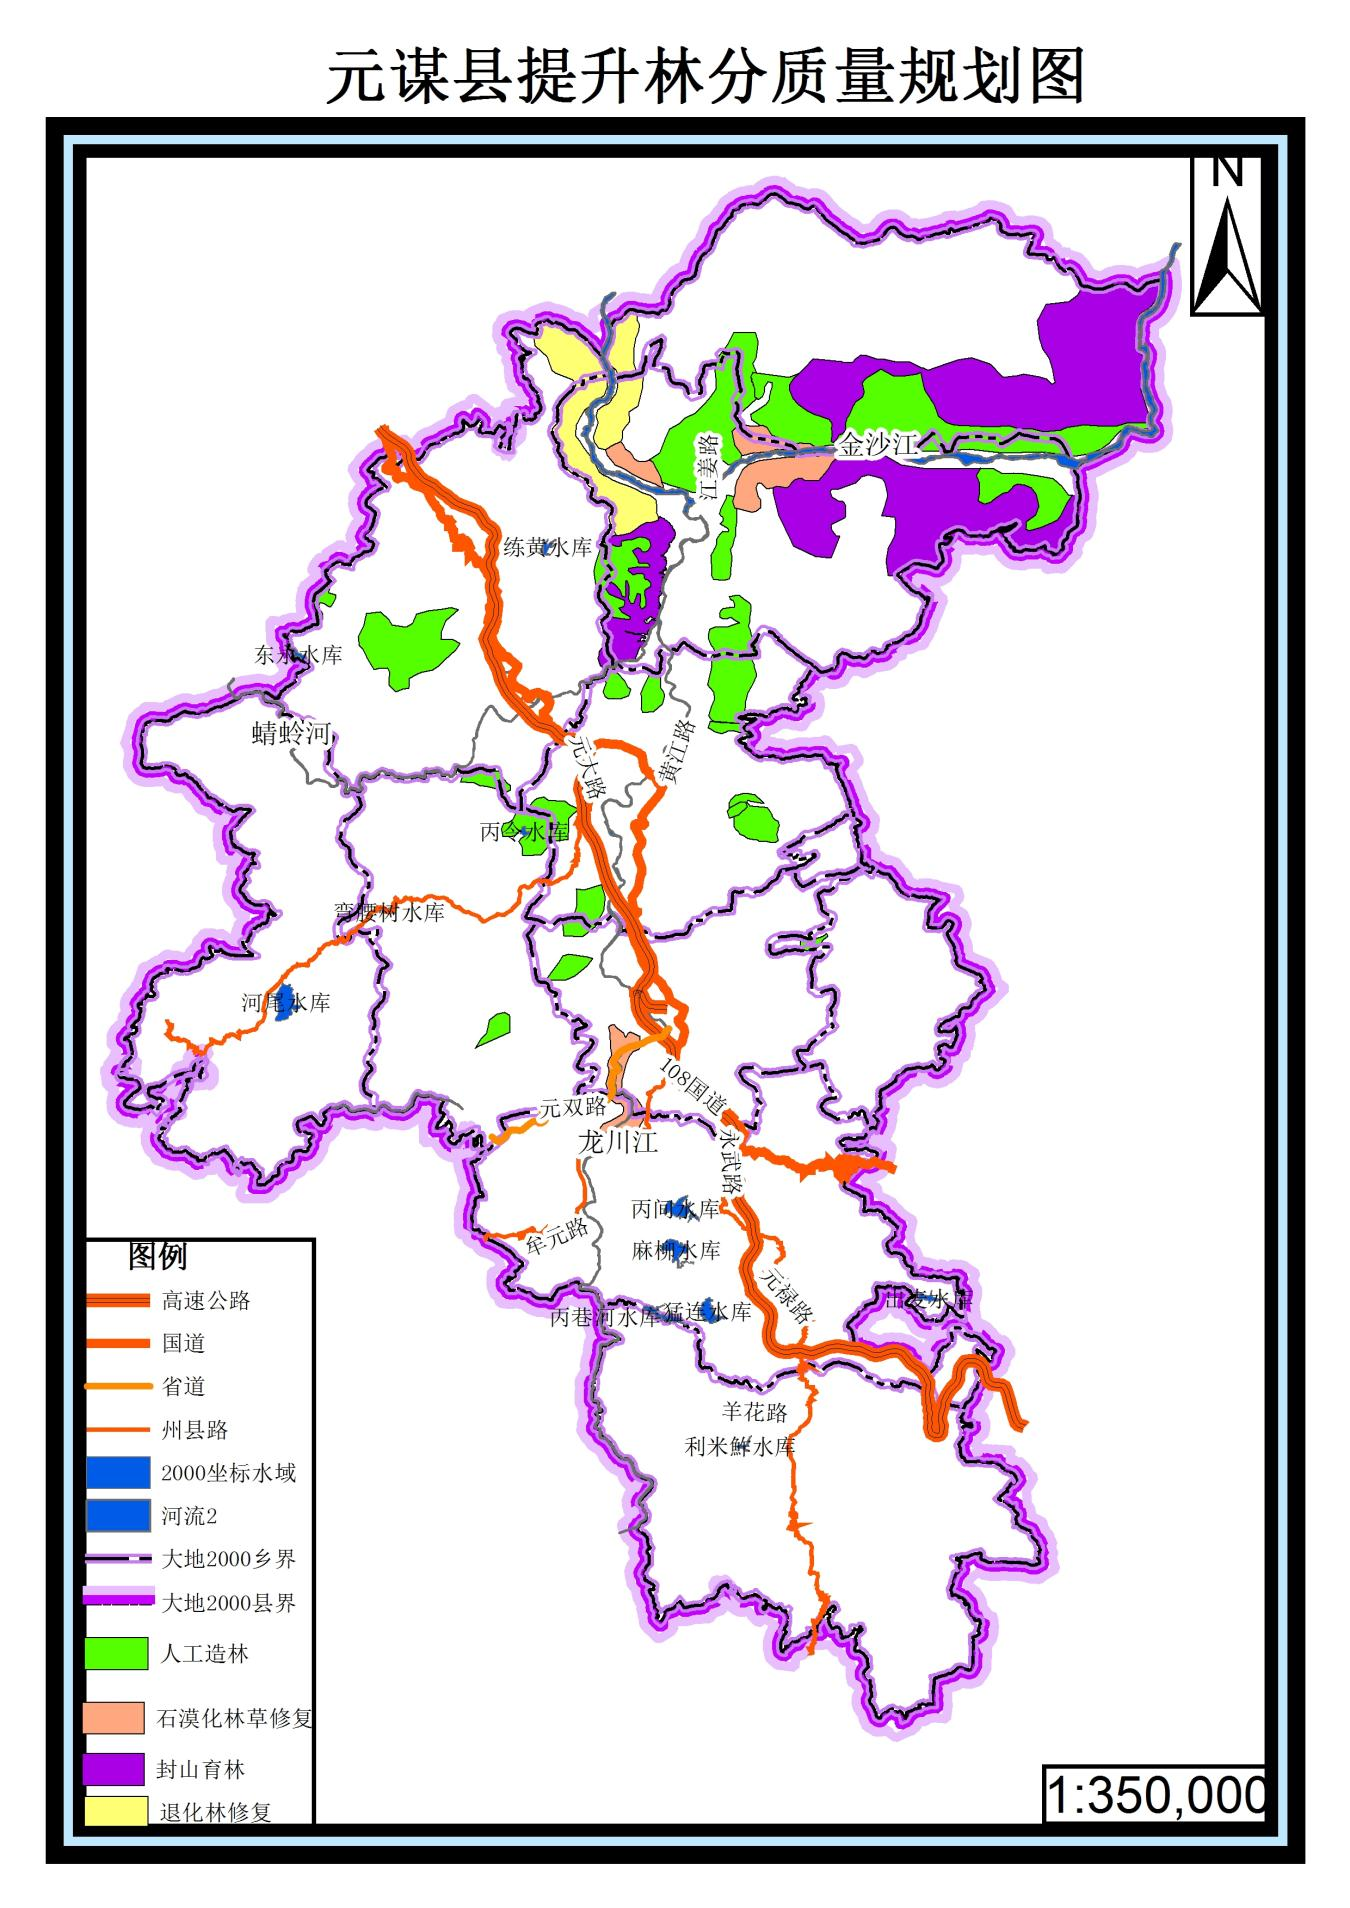 元谋县提升林分质量规划图
N
金沙江
江姜路
练黄水库
东永水库
蜻蛉河
元大路
黄江路
丙令水库
弯腰树水库
河尾水库
108国道
元双路
龙川江
永武路
丙间水库
牟元路
麻柳水库
元禄路
出麦水库
丙巷河水库
猛连水库
羊花路
利米鲊水库
图例
高速公路
国道
省道
州县路
2000坐标水域
河流2
大地2000乡界
大地2000县界
人工造林
石漠化林草修复
封山育林
退化林修复
1:350,000